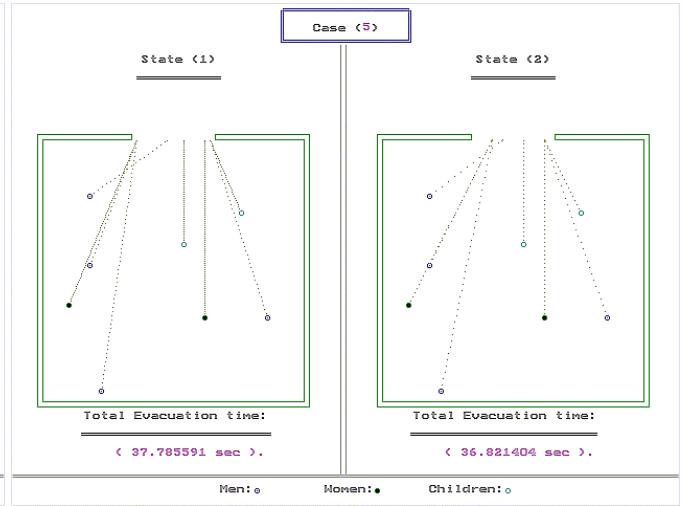 Case (5)
State (1)
State (2)
Total Evacuation time:
( 37.785591 sec ).
Total Evacuation time:
( 36.821404 sec ).
Men: Women: Children: